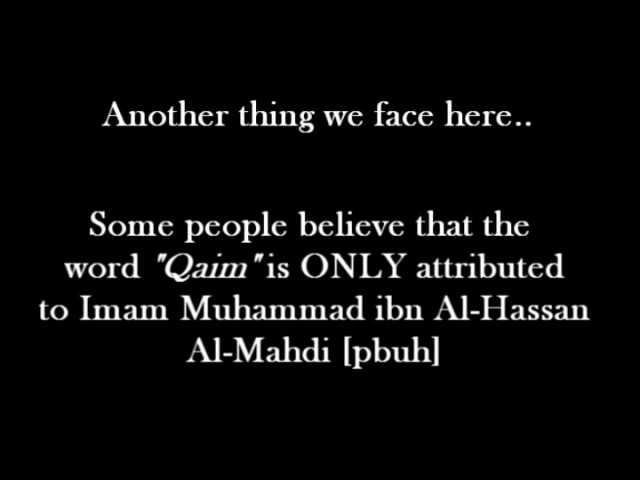 Another thing we face here..
Some people believe that the
word "Qaim" is ONLY attributed
to Imam Muhammad ibn Al-Hassan
Al-Mahdi [pbuh]